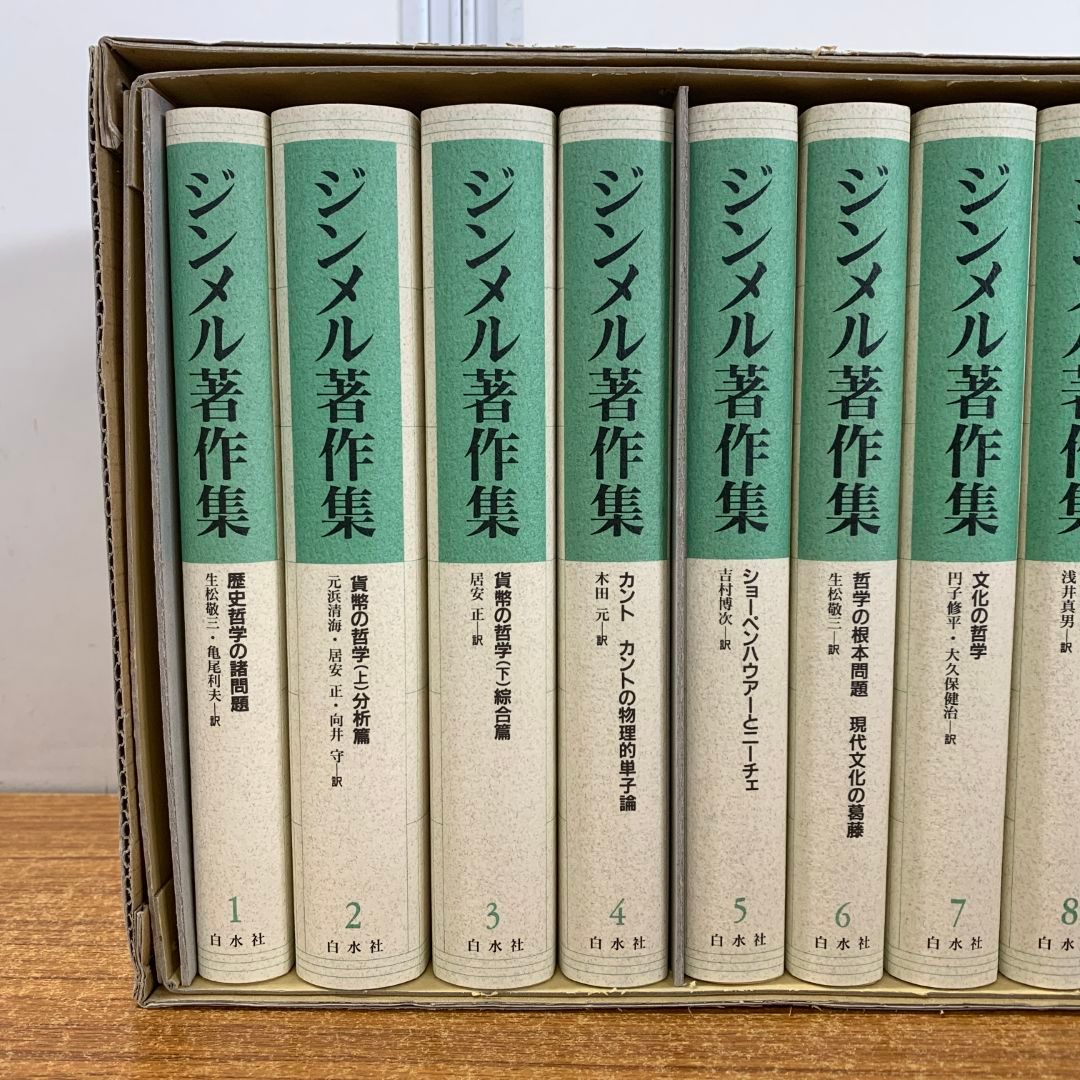 ジンメル著作集
歴史哲学の諸問題
生松敬三・亀尾利夫―訳
1
白水社
ジンメル著作集
貨幣の哲学(上)分析篇
元浜清海・居安 正・向井 守―訳
2
白水社
ジンメル著作集
貨幣の哲学(下)綜合篇
居安 正―訳
3
白水社
ジンメル著作集
カント カントの物理的単子論
木田 元―訳
4
白水社
ジンメル著作集
ショーペンハウアーとニーチェ
吉村博次―訳
5
白水社
ジンメル著作集
哲学の根本問題 現代文化の葛藤
生松敬三―訳
6
白水社
ジンメル著作集
文化の哲学
円子修平・大久保健治―訳
7
白水社
ジンメル著作集
浅井真男―訳
8
白水